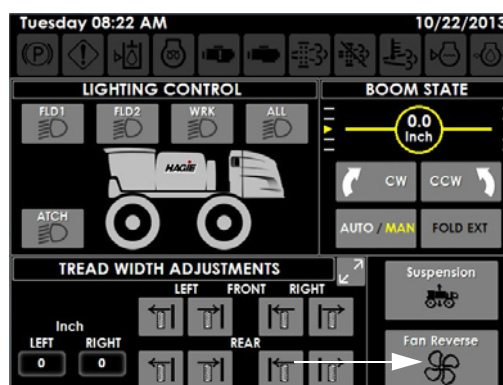 Tuesday 08:22 AM 10/22/2013
LIGHTING CONTROL
BOOM STATE
FLD1 FLD2 WRK ALL
0.0
Inch
HAGIE
CW CCW
ATCH
AUTO / MAN FOLD EXT
TREAD WIDTH ADJUSTMENTS
Suspension
LEFT FRONT RIGHT
Inch
LEFT RIGHT
REAR
Fan Reverse
0 0